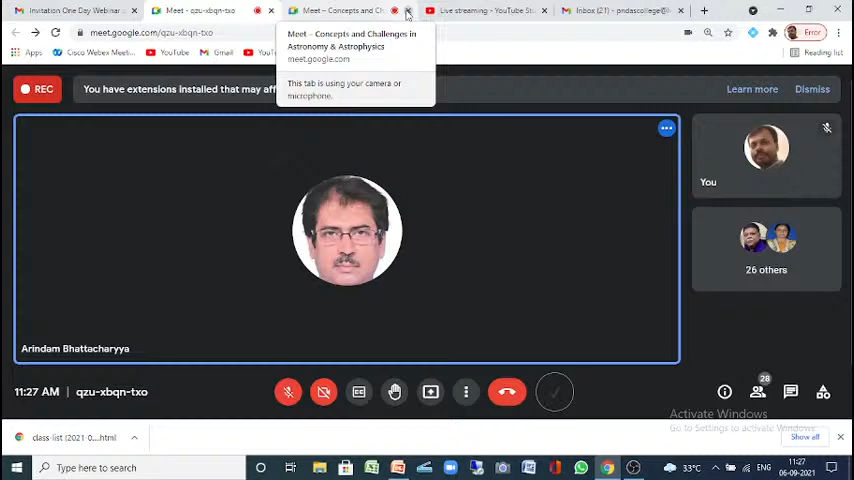 Invitation One Day Webinar
Meet - qzu-xbqn-txo
Meet – Concepts and Ch
Live streaming - YouTube St
Inbox (21) - pndascollege@
meet.google.com/qzu-xbqn-txo
Error
Apps
Cisco Webex Meet...
YouTube
Gmail
Reading list
Meet – Concepts and Challenges in
Astronomy & Astrophysics
meet.google.com
This tab is using your camera or
microphone.
REC
You have extensions installed that may aff
Learn more
Dismiss
You
26 others
Arindam Bhattacharyya
11:27 AM | qzu-xbqn-txo
28
Activate Windows
Go to Settings to activate Windows.
class-list (2021-0....html
Show all
Type here to search
33°C
ENG
11:27
06-09-2021